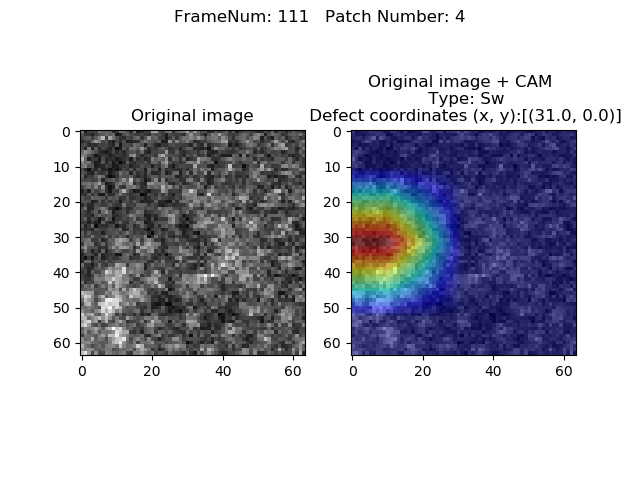 FrameNum: 111   Patch Number: 4
Original image
0
10
20
30
40
50
60
0 20 40 60
Original image + CAM
Type: Sw
Defect coordinates (x, y):[(31.0, 0.0)]
0
10
20
30
40
50
60
0 20 40 60